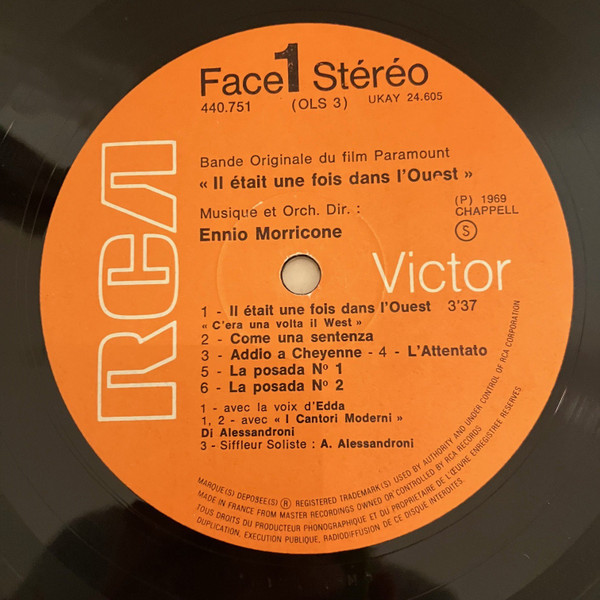 Face 1 Stéréo
440.751 (OLS 3) UKAY 24.605
Bande Originale du film Paramount
« Il était une fois dans l'Ouest »
Musique et Orch. Dir. :
Ennio Morricone
(P) 1969
CHAPPELL
S
RCA
Victor
1 - Il était une fois dans l'Ouest 3'37
« C'era una volta il West »
2 - Come una sentenza
3 - Addio a Cheyenne - 4 - L'Attentato
5 - La posada Nº 1
6 - La posada Nº 2
1 - avec la voix d'Edda
1, 2 - avec « I Cantori Moderni »
Di Alessandroni
3 - Siffleur Soliste : A. Alessandroni
MARQUE(S) DEPOSEE(S) ® REGISTERED TRADEMARK(S) USED BY AUTHORITY AND UNDER CONTROL OF RCA CORPORATION
MADE IN FRANCE FROM MASTER RECORDINGS OWNED OR CONTROLLED BY RCA RECORDS
TOUS DROITS DU PRODUCTEUR PHONOGRAPHIQUE ET DU PROPRIETAIRE DE L'ŒUVRE ENREGISTREE RESERVES
DUPLICATION, EXECUTION PUBLIQUE, RADIODIFFUSION DE CE DISQUE INTERDITES